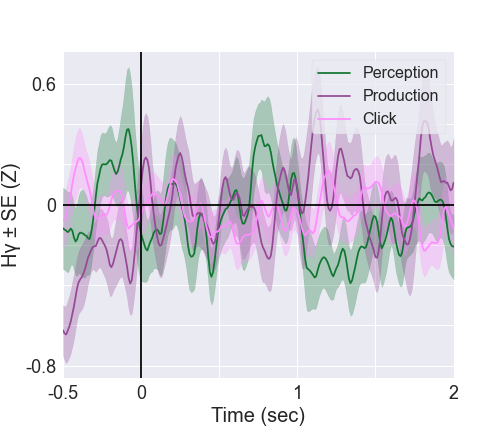 Perception
Production
Click
0.6
0
-0.8
Hγ ± SE (Z)
-0.5
0
1
2
Time (sec)